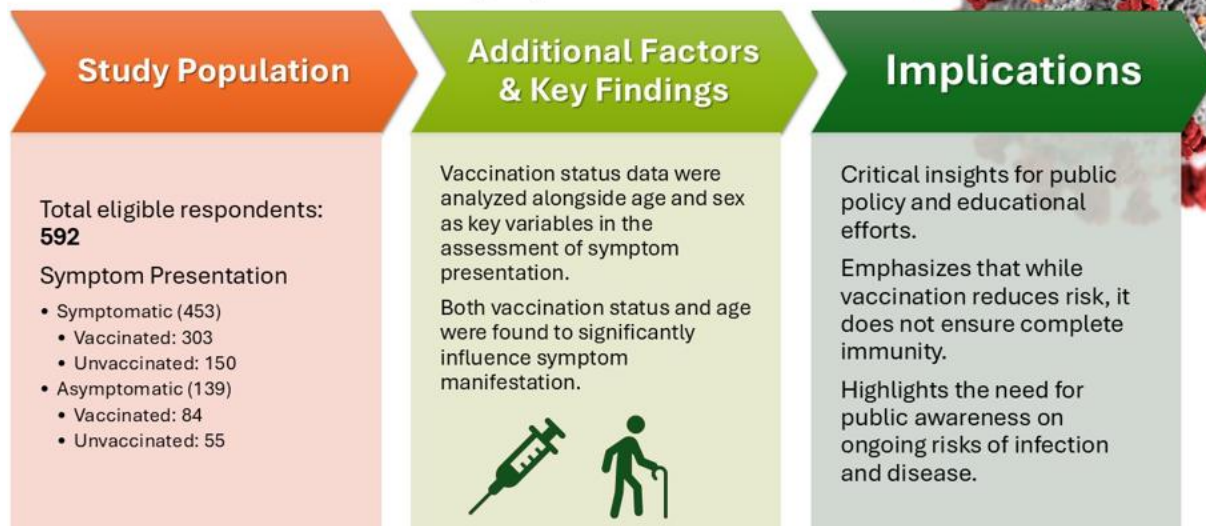 Study Population
Total eligible respondents:
592
Symptom Presentation
• Symptomatic (453)
• Vaccinated: 303
• Unvaccinated: 150
• Asymptomatic (139)
• Vaccinated: 84
• Unvaccinated: 55
Additional Factors
& Key Findings
Vaccination status data were
analyzed alongside age and sex
as key variables in the
assessment of symptom
presentation.
Both vaccination status and age
were found to significantly
influence symptom
manifestation.
Implications
Critical insights for public
policy and educational
efforts.
Emphasizes that while
vaccination reduces risk, it
does not ensure complete
immunity.
Highlights the need for
public awareness on
ongoing risks of infection
and disease.